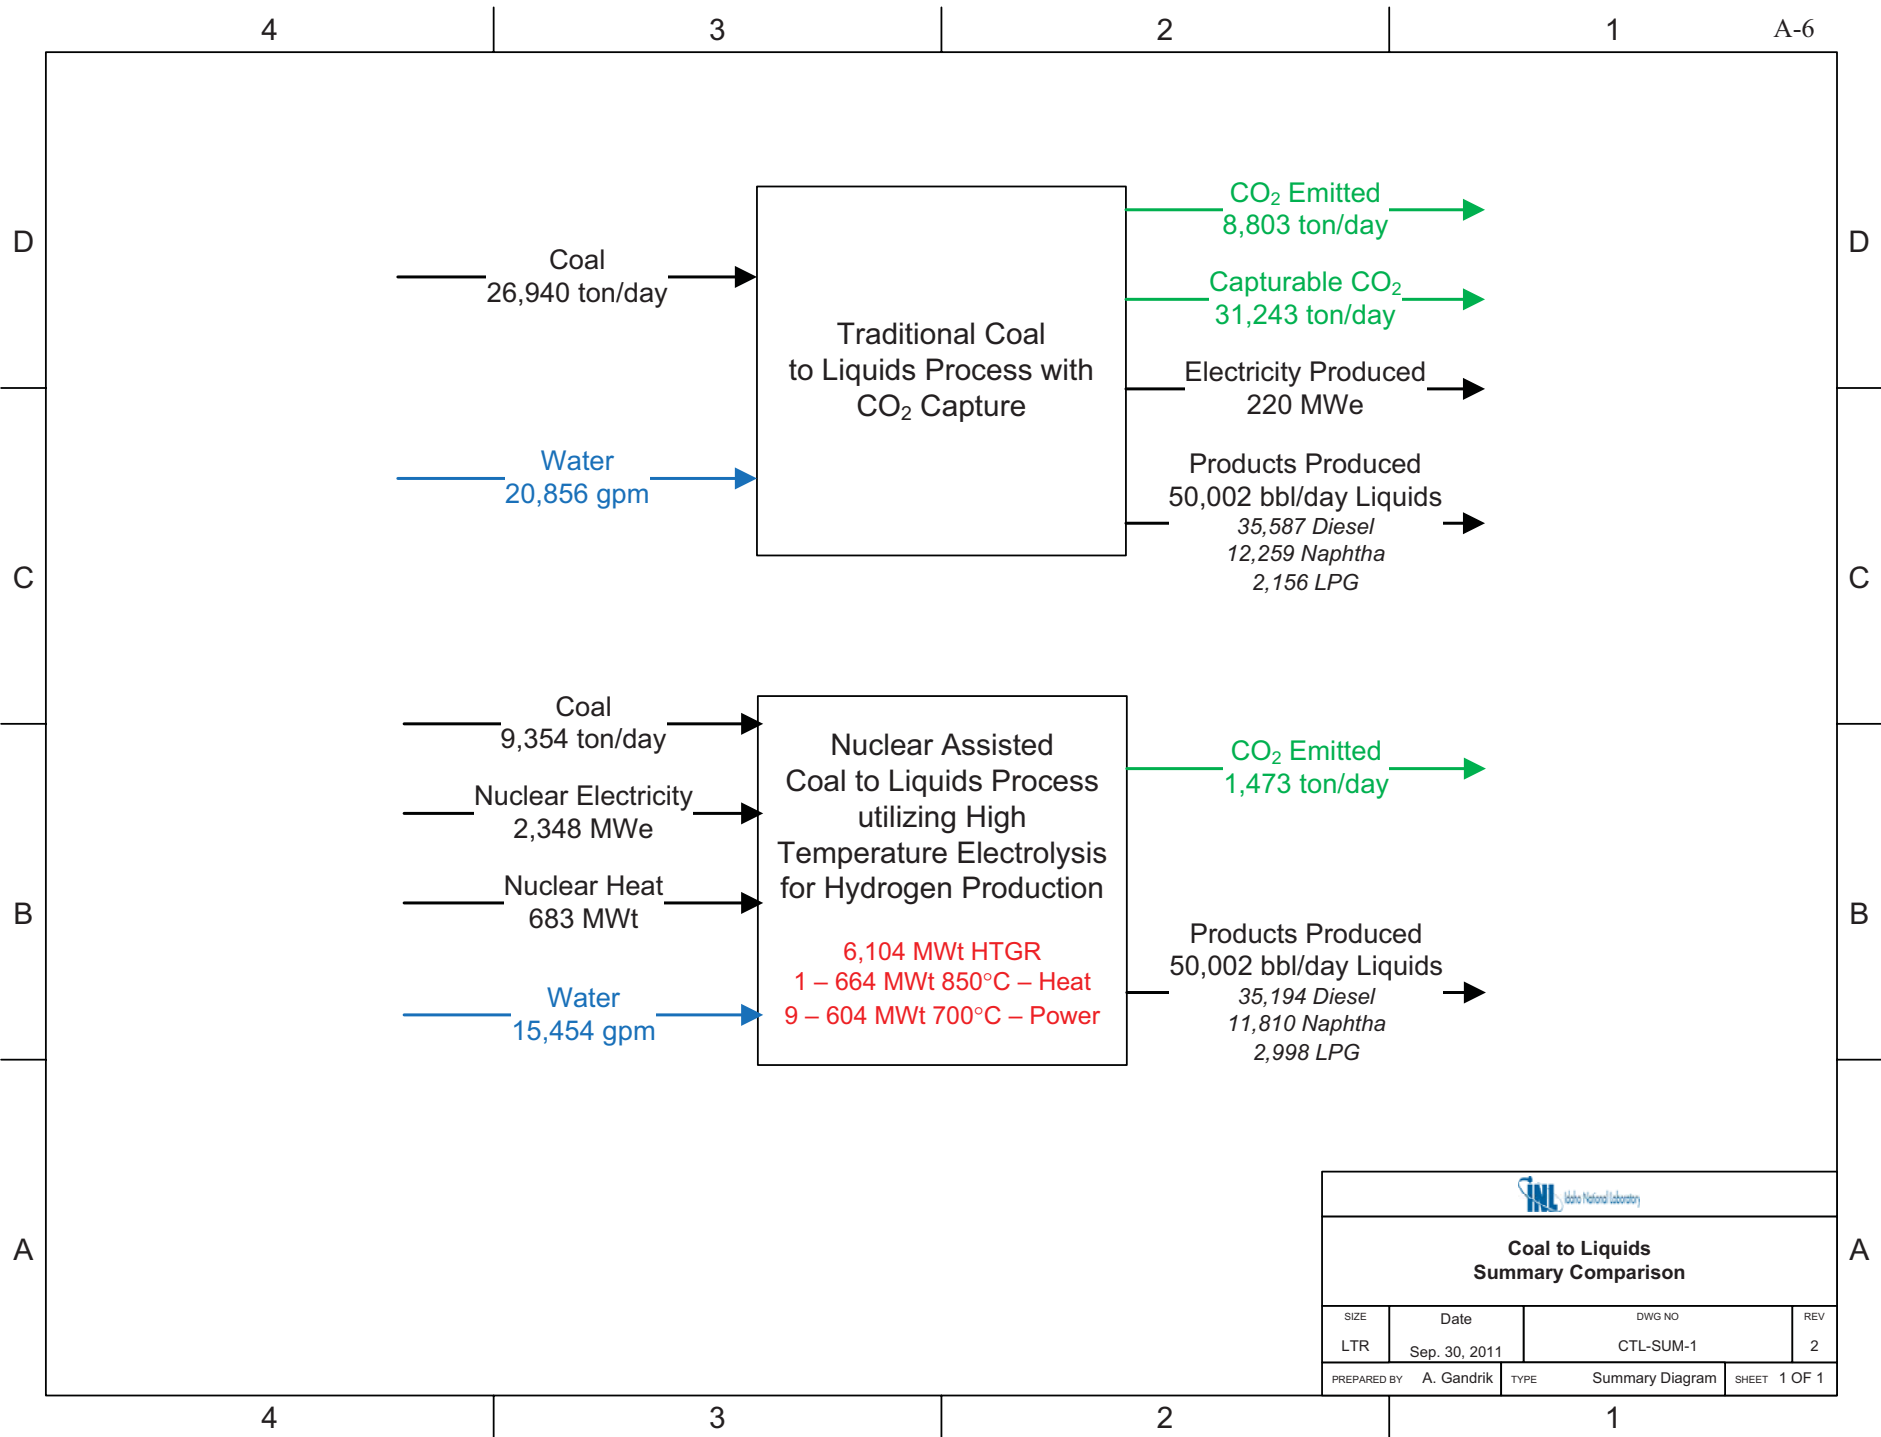 4 3 2 1 A-6
D D
CO₂ Emitted
8,803 ton/day
Coal
26,940 ton/day
Capturable CO₂
31,243 ton/day
Traditional Coal
to Liquids Process with
CO₂ Capture
Electricity Produced
220 MWe
Water
20,856 gpm
Products Produced
50,002 bbl/day Liquids
35,587 Diesel
12,259 Naphtha
2,156 LPG
C C
Coal
9,354 ton/day
Nuclear Electricity
2,348 MWe
Nuclear Heat
683 MWt
Water
15,454 gpm
Nuclear Assisted
Coal to Liquids Process
utilizing High
Temperature Electrolysis
for Hydrogen Production
6,104 MWt HTGR
1 – 664 MWt 850°C – Heat
9 – 604 MWt 700°C – Power
CO₂ Emitted
1,473 ton/day
B B
Products Produced
50,002 bbl/day Liquids
35,194 Diesel
11,810 Naphtha
2,998 LPG
A A
INL Idaho National Laboratory
Coal to Liquids
Summary Comparison
SIZE Date DWG NO REV
LTR Sep. 30, 2011 CTL-SUM-1 2
PREPARED BY A. Gandrik TYPE Summary Diagram SHEET 1 OF 1
4 3 2 1